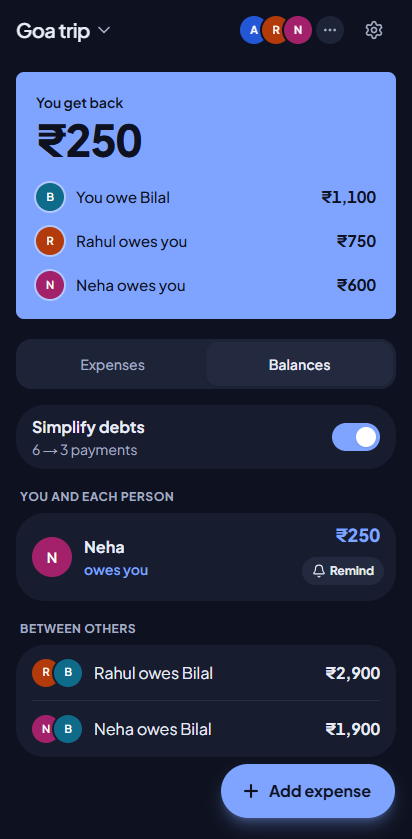 Goa trip
A R N ...
You get back
₹250
B You owe Bilal ₹1,100
R Rahul owes you ₹750
N Neha owes you ₹600
Expenses Balances
Simplify debts
6 → 3 payments
YOU AND EACH PERSON
N Neha ₹250
owes you Remind
BETWEEN OTHERS
R B Rahul owes Bilal ₹2,900
N B Neha owes Bilal ₹1,900
+ Add expense